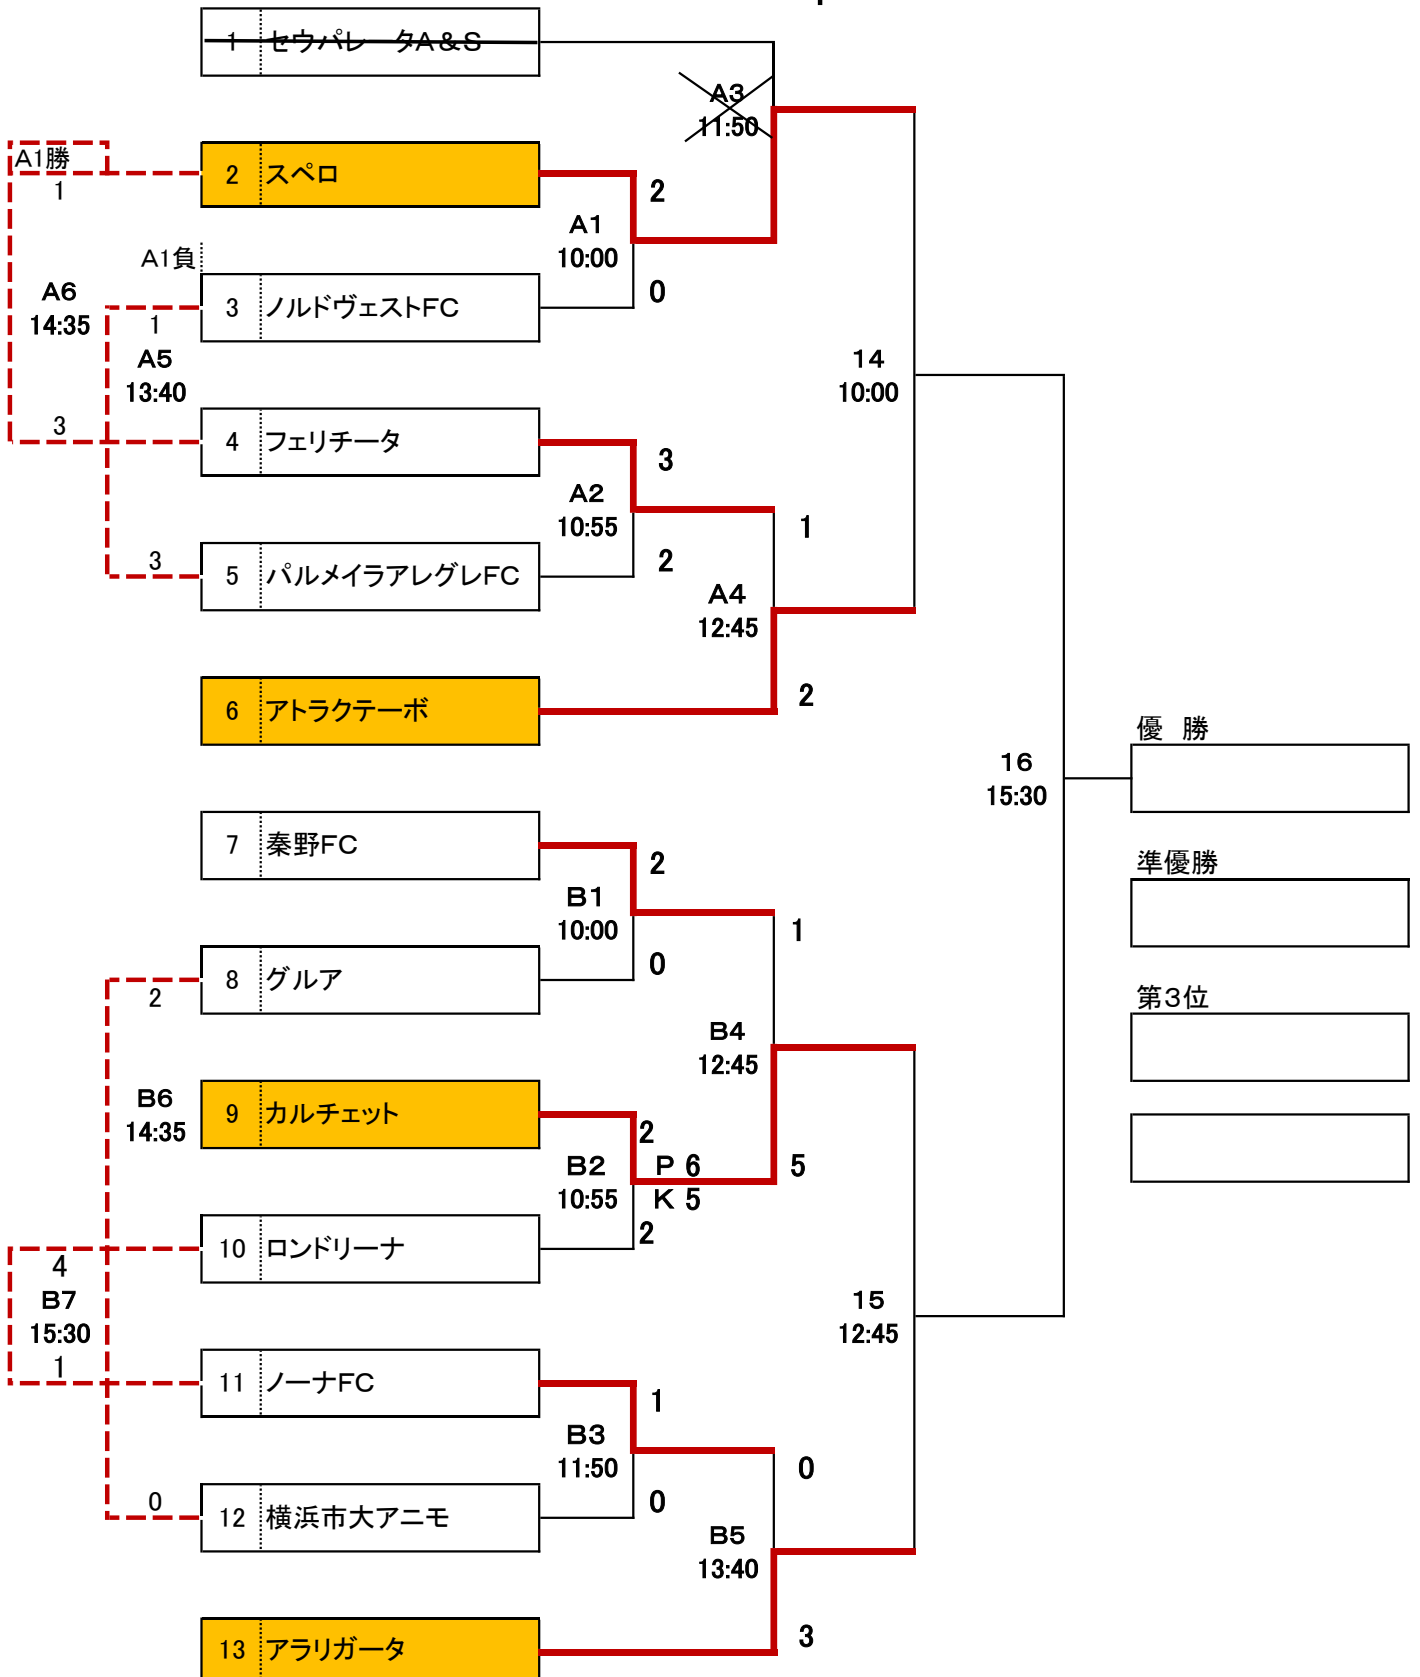 1 セウパレータA＆S
A3
11:50
A1勝
1
2 スペロ
2
A1
10:00
A1負
0
A6
14:35
3 ノルドヴェストFC
1
A5
13:40
14
10:00
3
4 フェリチータ
3
A2
10:55
1
3
5 パルメイラアレグレFC
2
A4
12:45
6 アトラクテーボ
2
優 勝
16
15:30
7 秦野FC
2
準優勝
B1
10:00
1
8 グルア
0
2
第3位
B4
12:45
B6
14:35
9 カルチェット
2
B2
10:55
P 6
K 5
5
2
10 ロンドリーナ
4
B7
15:30
1
15
12:45
11 ノーナFC
1
B3
11:50
0
0
12 横浜市大アニモ
0
B5
13:40
13 アラリガータ
3